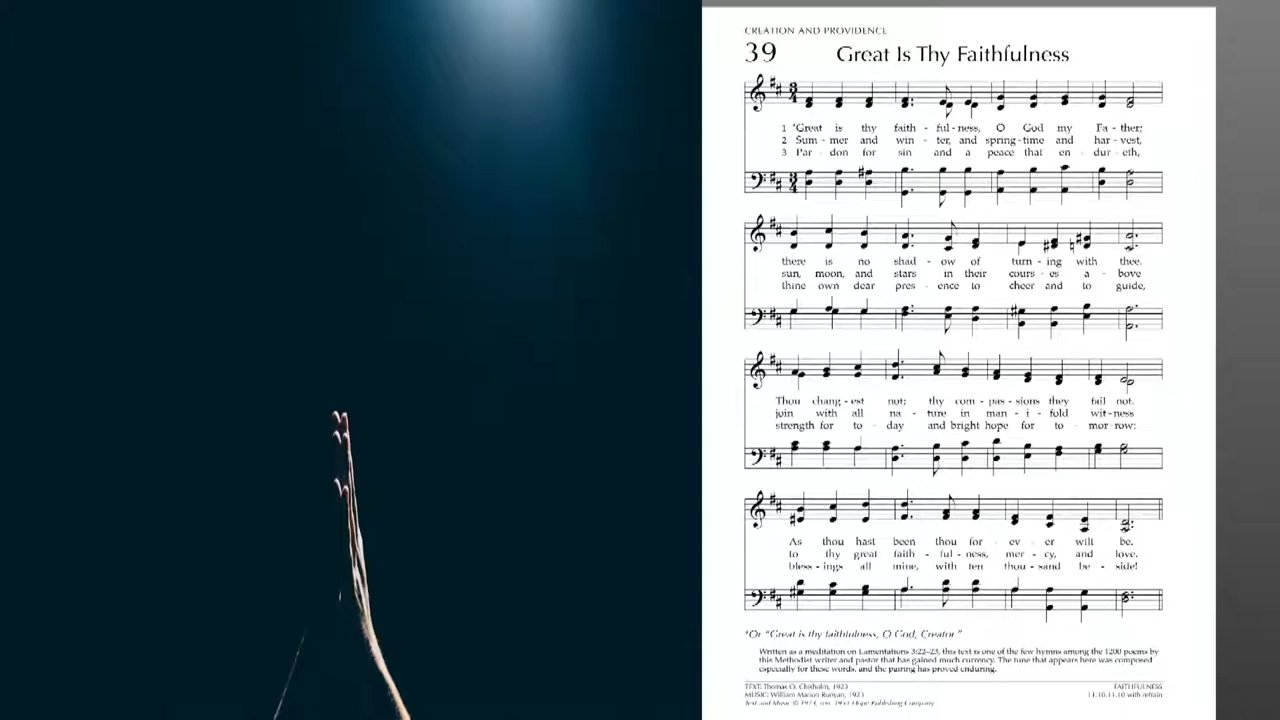 CREATION AND PROVIDENCE
39 Great Is Thy Faithfulness
1 *Great is thy faith - ful - ness, O God my Fa - ther;
2 Sum - mer and win - ter, and spring - time and har - vest,
3 Par - don for sin and a peace that en - dur - eth,
there is no shad - ow of turn - ing with thee.
sun, moon, and stars in their cours - es a - bove
thine own dear pres - ence to cheer and to guide,
Thou chang - est not; thy com - pas - sions they fail not.
join with all na - ture in man - i - fold wit - ness
strength for to - day and bright hope for to - mor - row:
As thou hast been thou for - ev - er will be.
to thy great faith - ful - ness, mer - cy, and love.
bless - ings all mine, with ten thou - sand be - side!
*Or "Great is thy faithfulness, O God, Creator."
Written as a meditation on Lamentations 3:22–23, this text is one of the few hymns among the 1200 poems by
this Methodist writer and pastor that has gained much currency. The tune that appears here was composed
especially for these words, and the pairing has proved enduring.
TEXT: Thomas O. Chisholm, 1923 FAITHFULNESS
MUSIC: William Marion Runyan, 1923 11.10.11.10 with refrain
Text and Music © 1923, ren. 1951 Hope Publishing Company